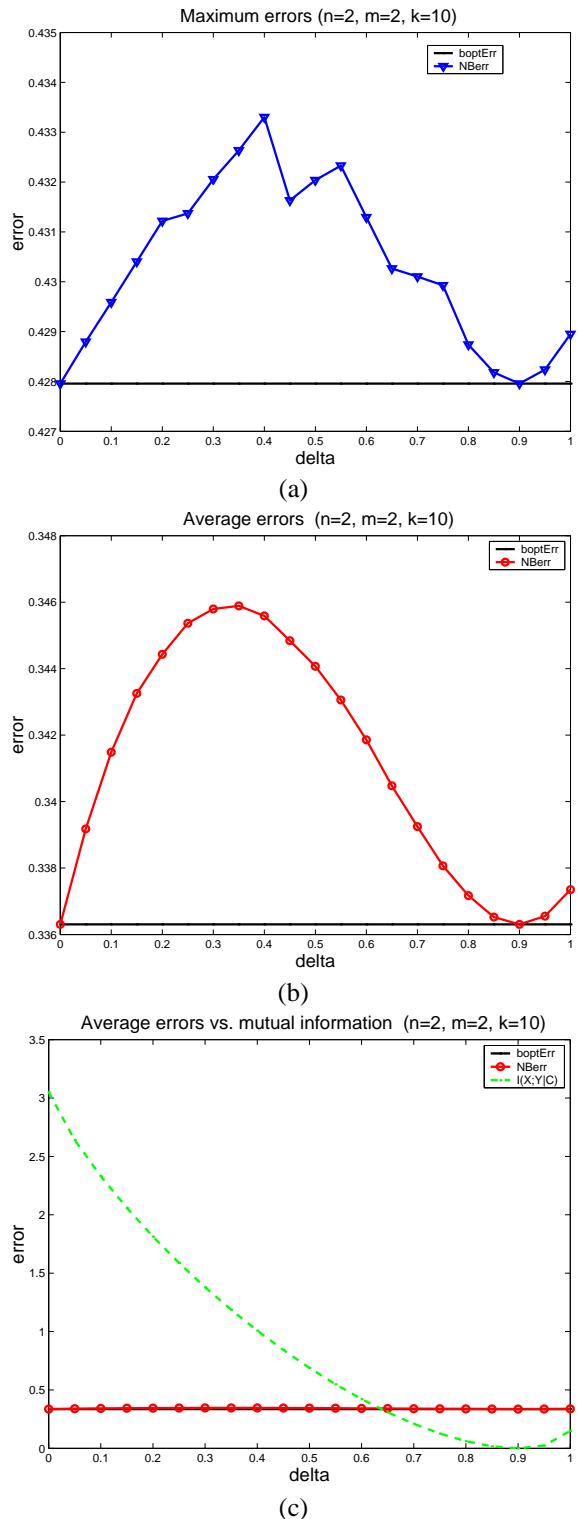 Maximum errors (n=2, m=2, k=10)
0.435
boptErr
NBerr
0.434
0.433
0.432
error
0.431
0.43
0.429
0.428
0.427
0 0.1 0.2 0.3 0.4 0.5 0.6 0.7 0.8 0.9 1
delta
(a)
Average errors (n=2, m=2, k=10)
0.348
boptErr
NBerr
0.346
0.344
error
0.342
0.34
0.338
0.336
0 0.1 0.2 0.3 0.4 0.5 0.6 0.7 0.8 0.9 1
delta
(b)
Average errors vs. mutual information (n=2, m=2, k=10)
3.5
boptErr
NBerr
I(X;Y|C)
3
2.5
2
error
1.5
1
0.5
0
0 0.1 0.2 0.3 0.4 0.5 0.6 0.7 0.8 0.9 1
delta
(c)